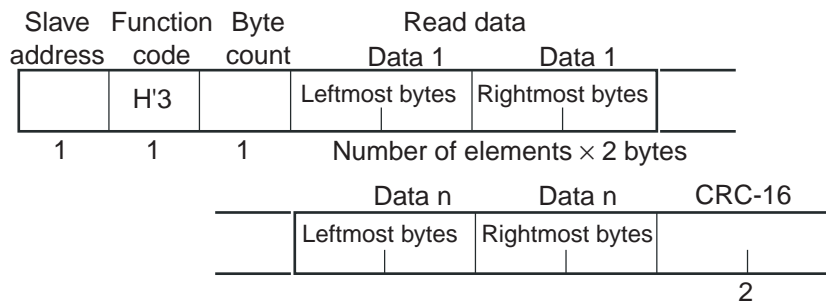 Slave Function Byte Read data
address code count Data 1 Data 1
H'3 Leftmost bytes Rightmost bytes
1 1 1 Number of elements × 2 bytes
Data n Data n CRC-16
Leftmost bytes Rightmost bytes
2